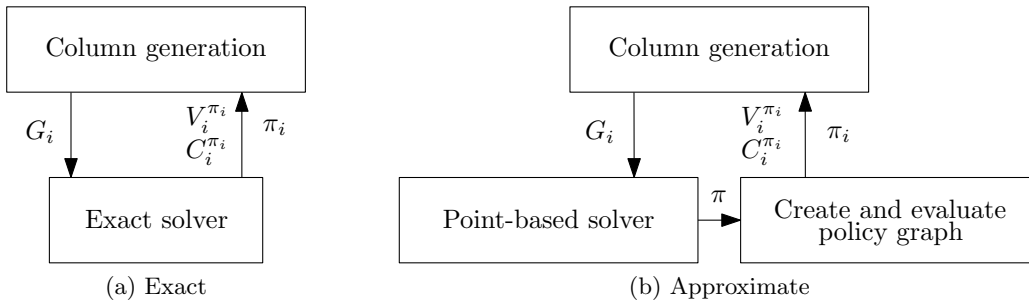 Column generation
G_i
V_i^{π_i}
C_i^{π_i}
π_i
Exact solver
(a) Exact
Column generation
G_i
V_i^{π_i}
C_i^{π_i}
π_i
Point-based solver
π
Create and evaluate
policy graph
(b) Approximate